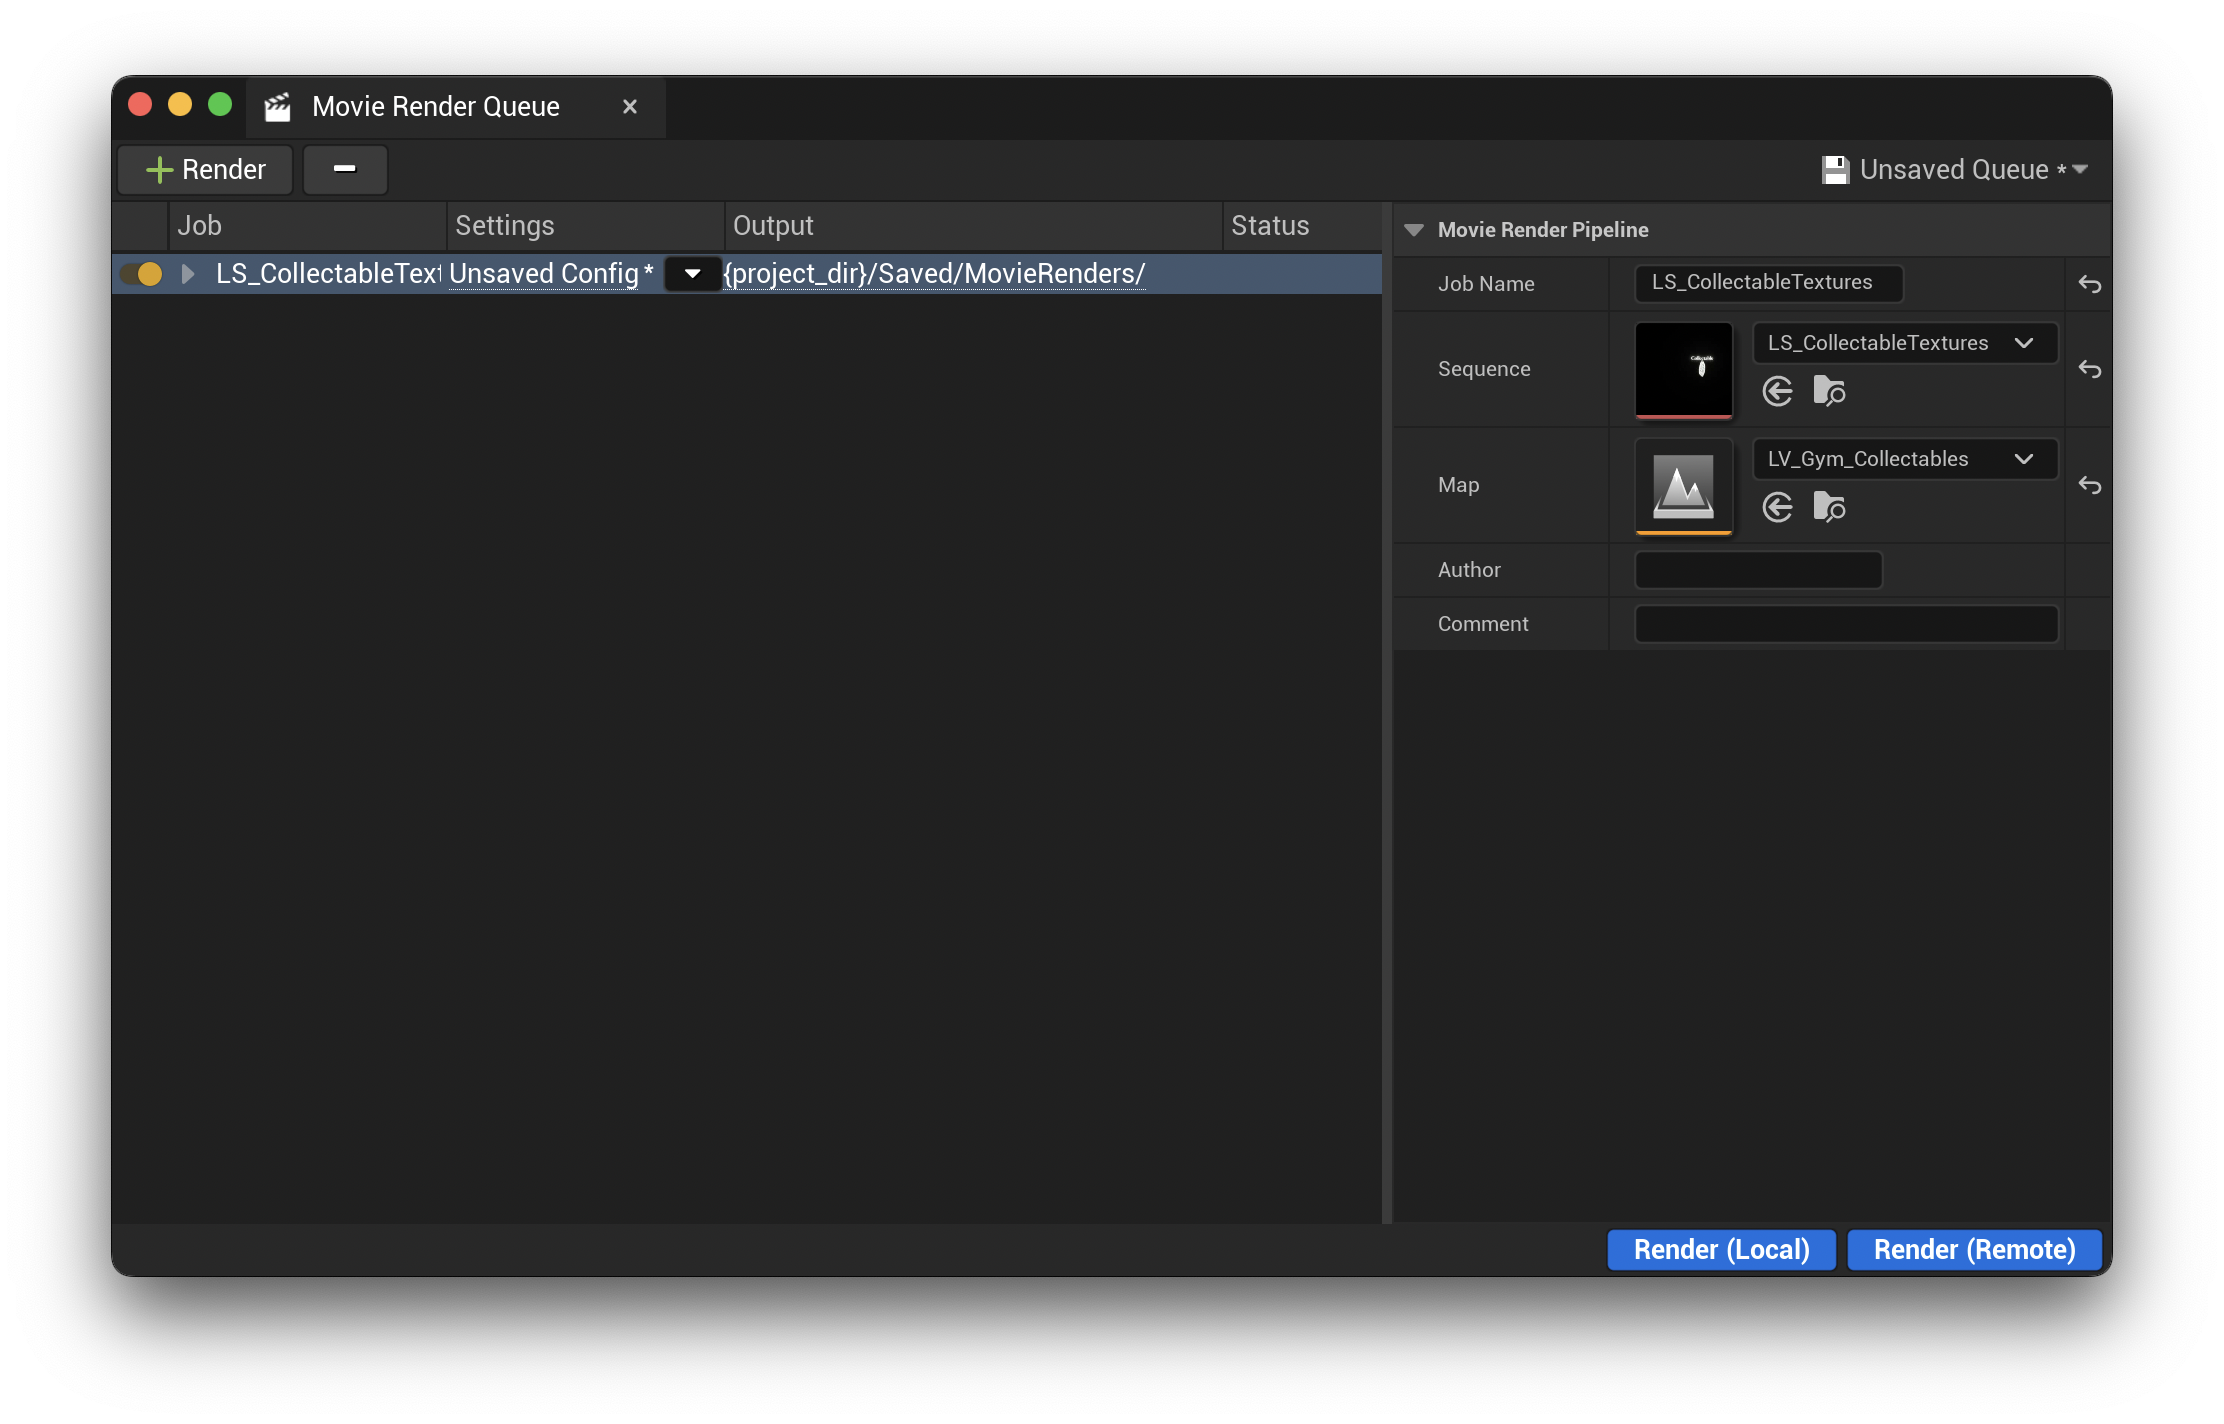 Movie Render Queue
Render
Unsaved Queue *
Job Settings Output Status
LS_CollectableText Unsaved Config * {project_dir}/Saved/MovieRenders/
Movie Render Pipeline
Job Name LS_CollectableTextures
Sequence LS_CollectableTextures
Map LV_Gym_Collectables
Author
Comment
Render (Local) Render (Remote)